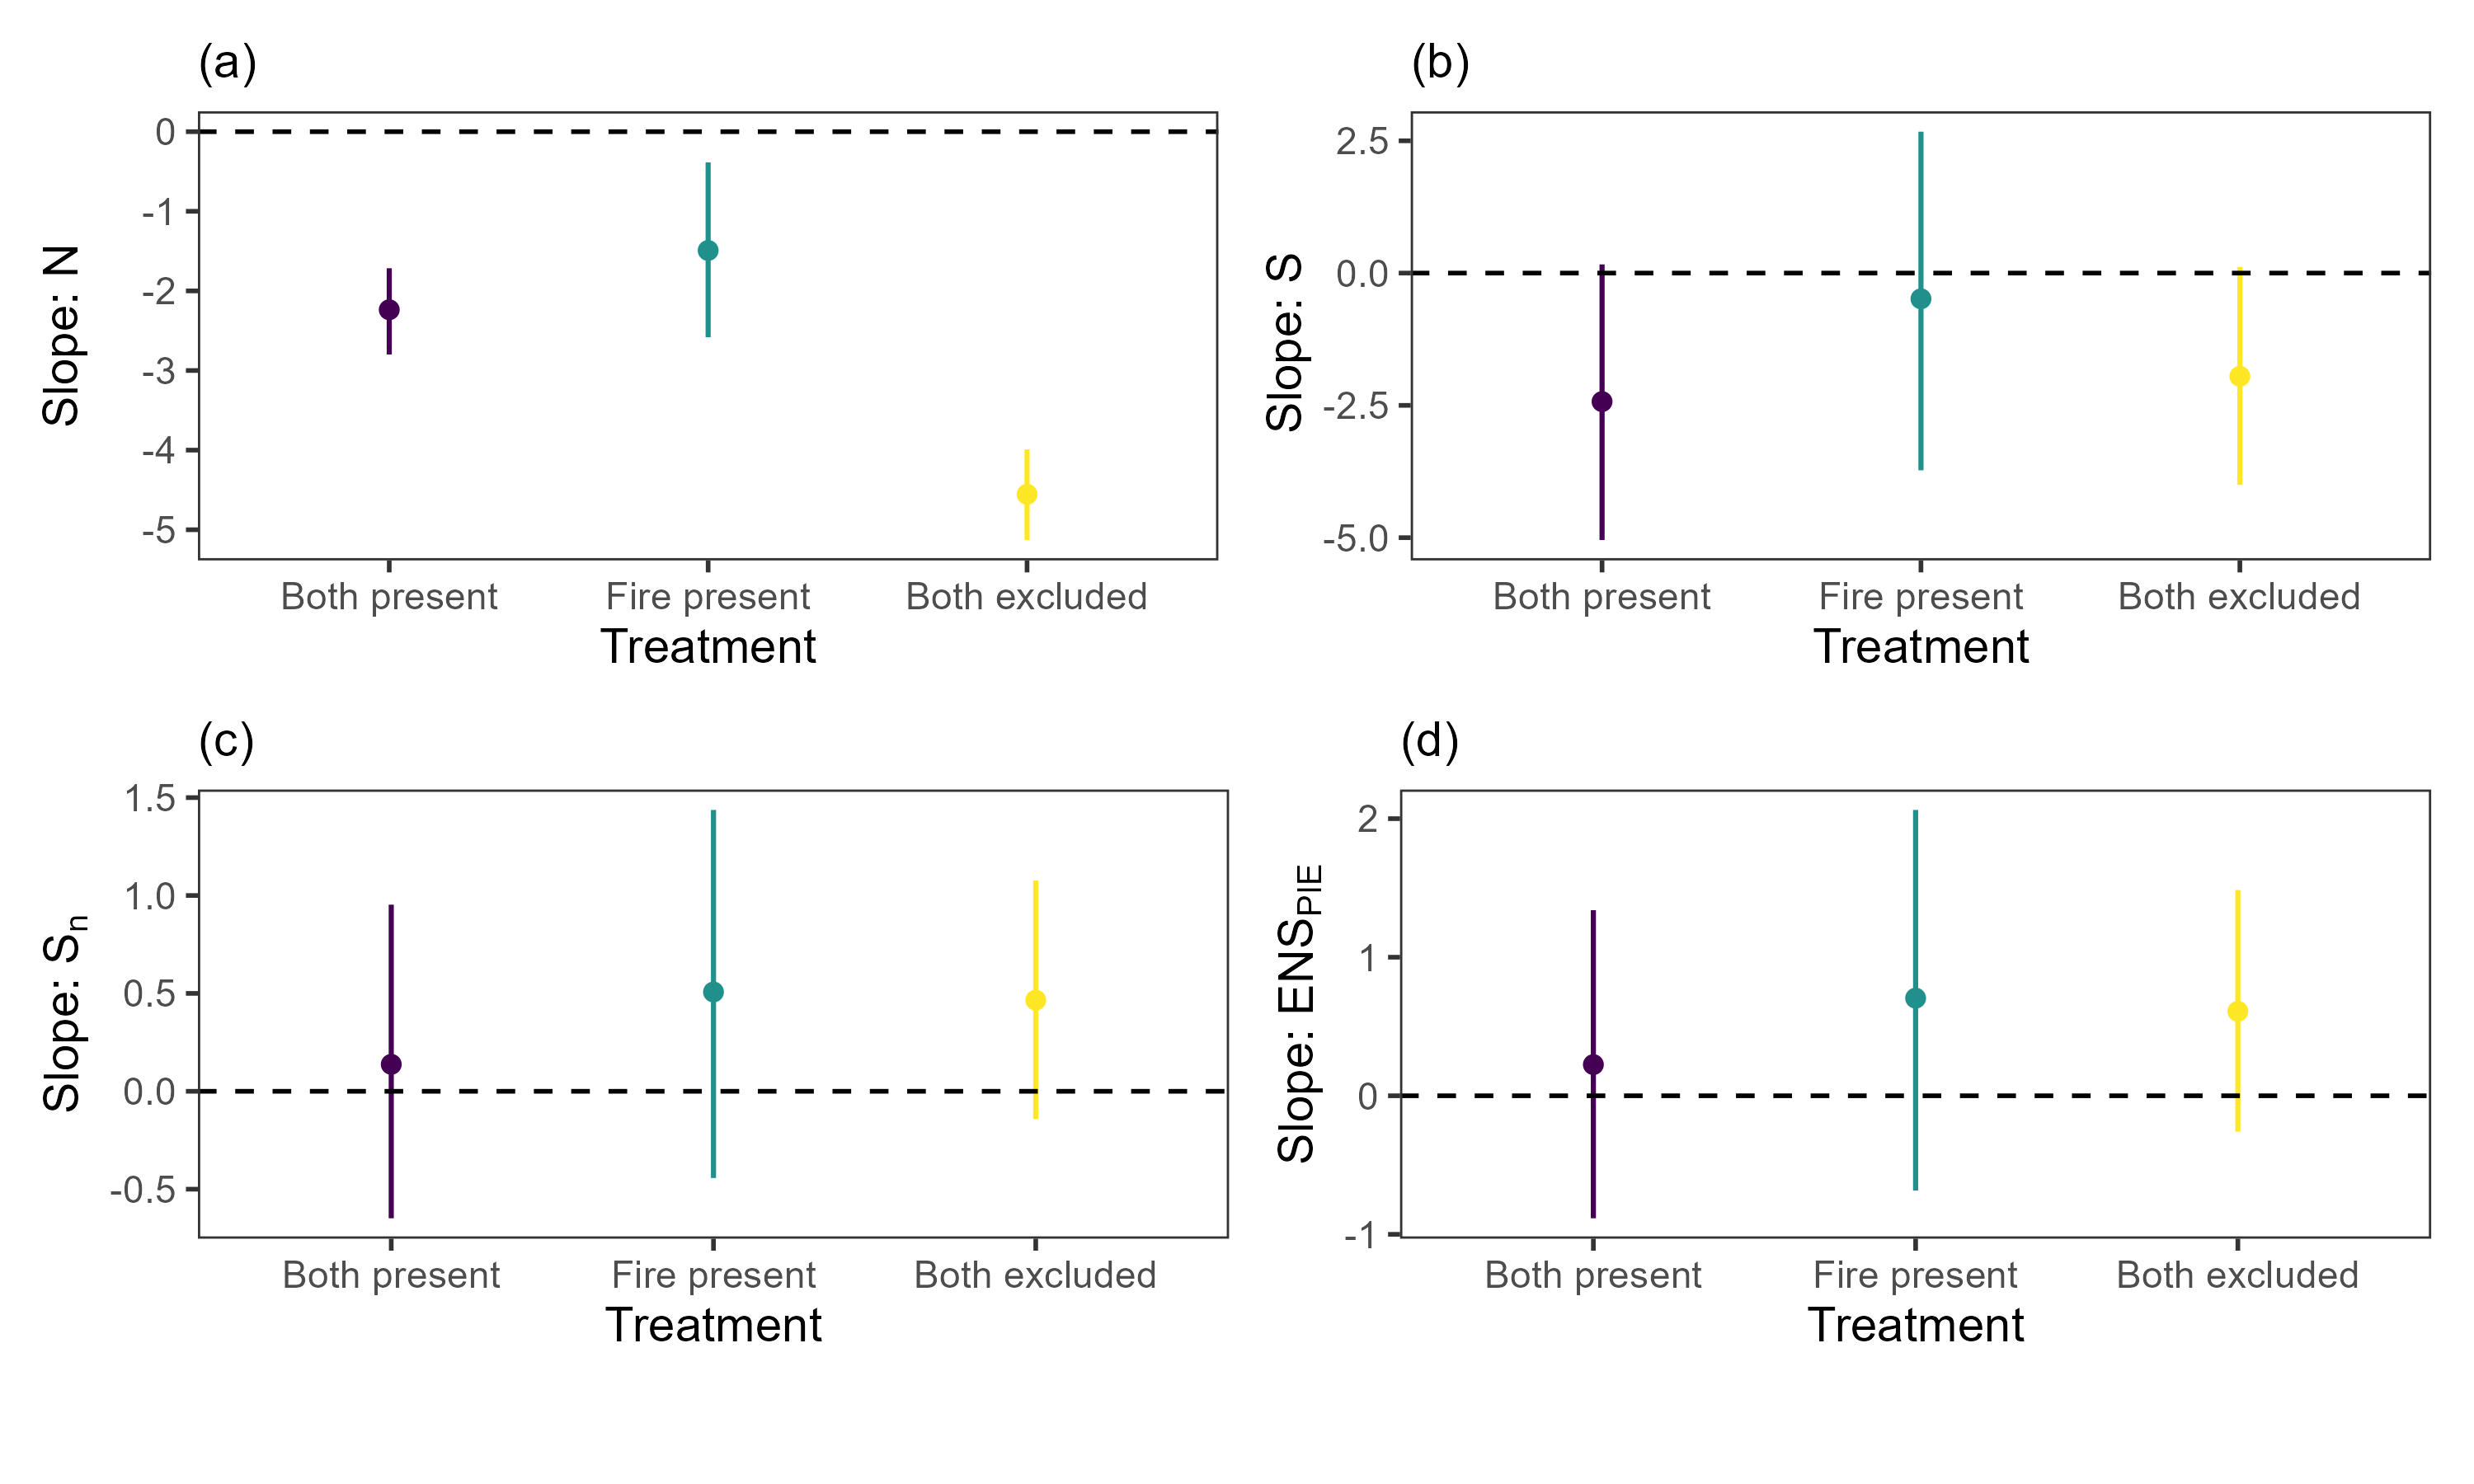 (a)
Slope: N
0
-1
-2
-3
-4
-5
Both present Fire present Both excluded
Treatment
(b)
Slope: S
2.5
0.0
-2.5
-5.0
Both present Fire present Both excluded
Treatment
(c)
Slope: Sn
1.5
1.0
0.5
0.0
-0.5
Both present Fire present Both excluded
Treatment
(d)
Slope: ENSPIE
2
1
0
-1
Both present Fire present Both excluded
Treatment